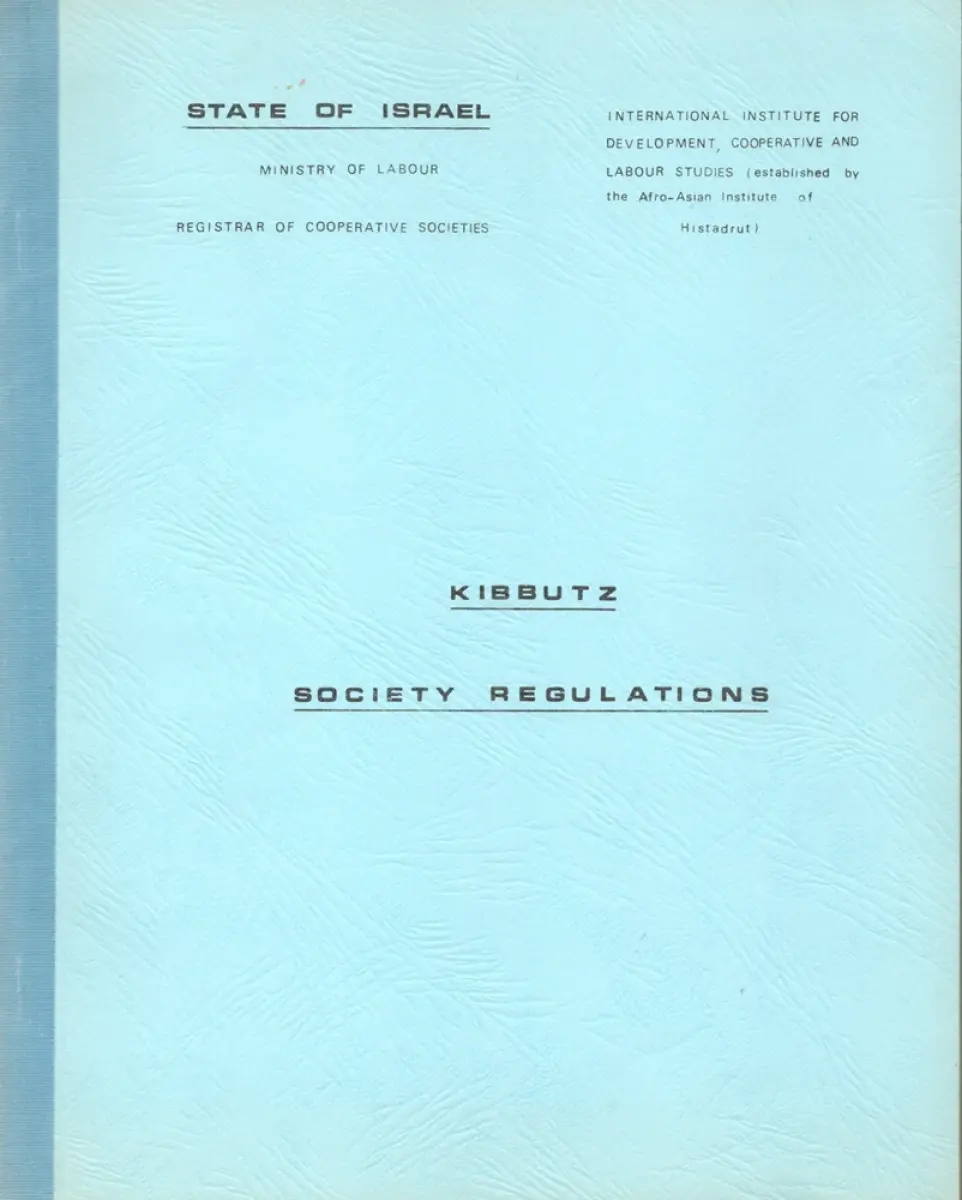 STATE OF ISRAEL
MINISTRY OF LABOUR
REGISTRAR OF COOPERATIVE SOCIETIES
INTERNATIONAL INSTITUTE FOR
DEVELOPMENT, COOPERATIVE AND
LABOUR STUDIES (established by
the Afro-Asian Institute of
Histadrut)
KIBBUTZ
SOCIETY REGULATIONS